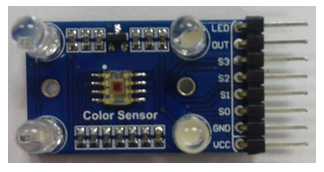 LED
OUT
S3
S2
S1
S0
GND
VCC
Color Sensor